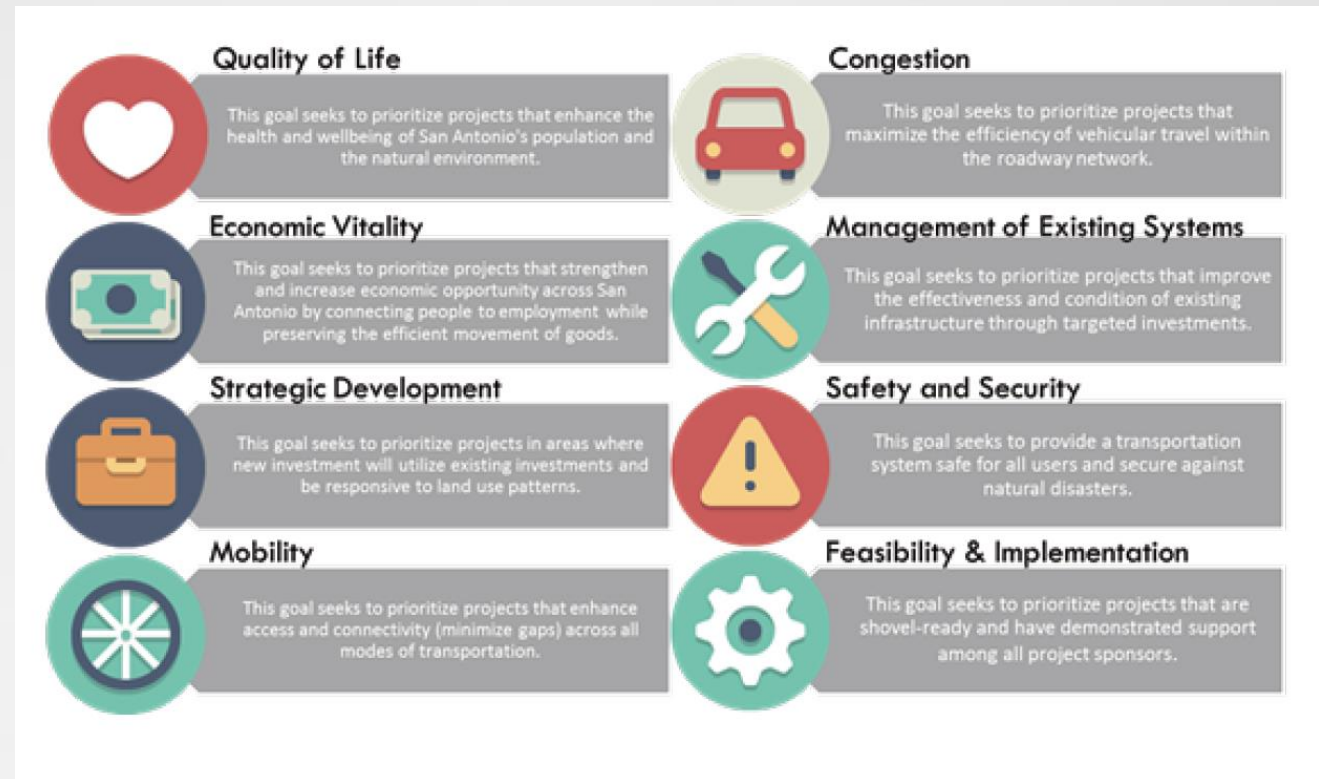 Quality of Life
This goal seeks to prioritize projects that enhance the
health and wellbeing of San Antonio's population and
the natural environment.
Economic Vitality
This goal seeks to prioritize projects that strengthen
and increase economic opportunity across San
Antonio by connecting people to employment while
preserving the efficient movement of goods.
Strategic Development
This goal seeks to prioritize projects in areas where
new investment will utilize existing investments and
be responsive to land use patterns.
Mobility
This goal seeks to prioritize projects that enhance
access and connectivity (minimize gaps) across all
modes of transportation.
Congestion
This goal seeks to prioritize projects that
maximize the efficiency of vehicular travel within
the roadway network.
Management of Existing Systems
This goal seeks to prioritize projects that improve
the effectiveness and condition of existing
infrastructure through targeted investments.
Safety and Security
This goal seeks to provide a transportation
system safe for all users and secure against
natural disasters.
Feasibility & Implementation
This goal seeks to prioritize projects that are
shovel-ready and have demonstrated support
among all project sponsors.